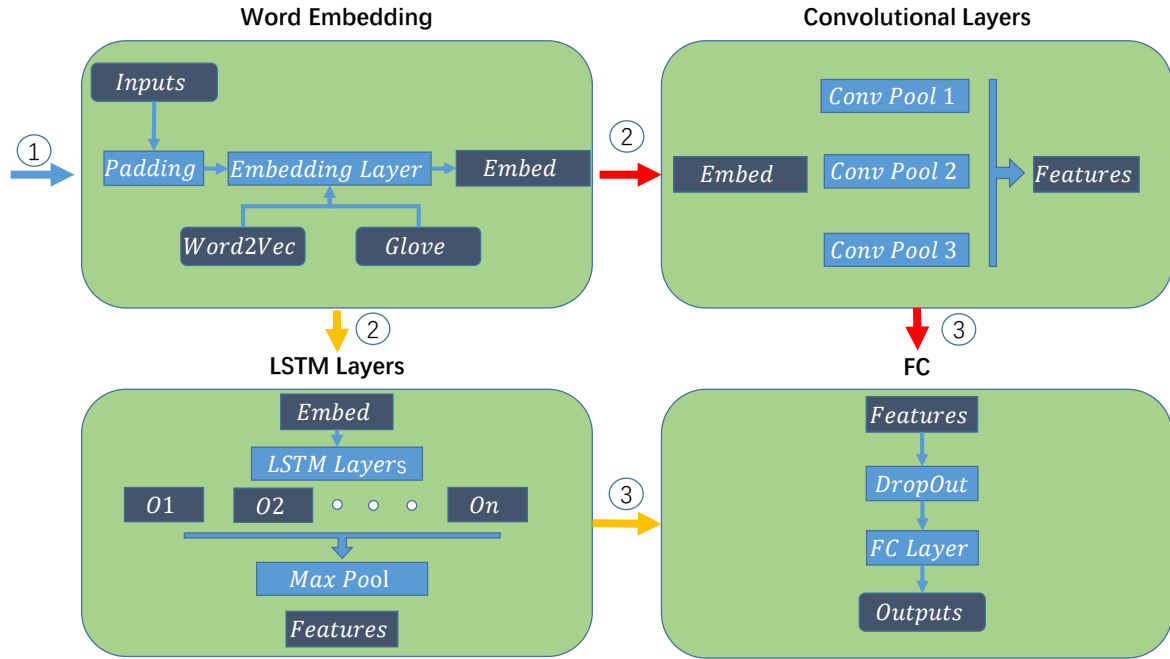 Word Embedding
Inputs
1
Padding
Embedding Layer
Embed
Word2Vec
Glove
2
Convolutional Layers
Embed
Conv Pool 1
Conv Pool 2
Conv Pool 3
Features
2
3
LSTM Layers
Embed
LSTM Layers
O1
O2
On
Max Pool
Features
3
FC
Features
DropOut
FC Layer
Outputs